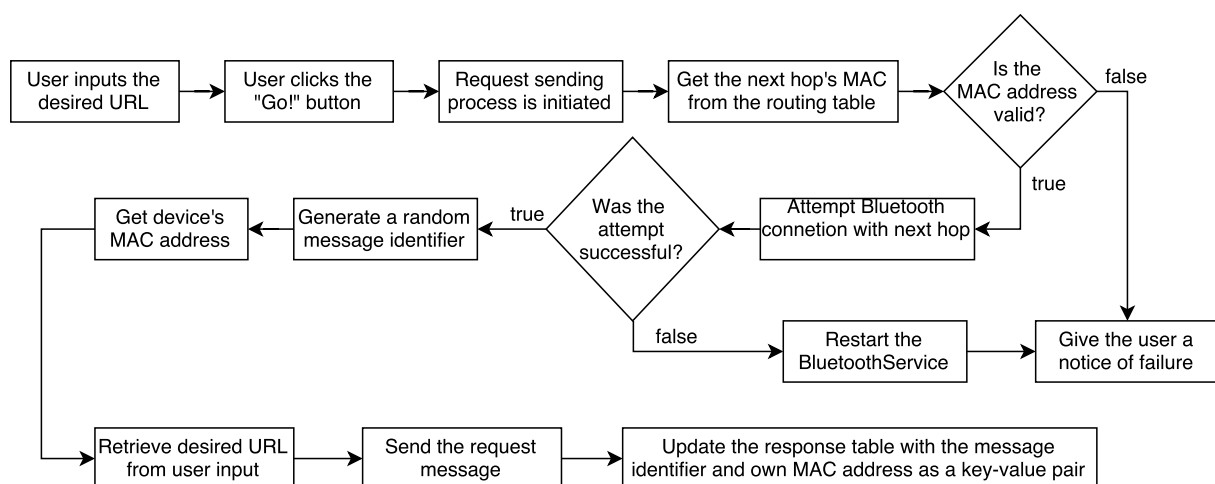 User inputs the
desired URL
User clicks the
"Go!" button
Request sending
process is initiated
Get the next hop's MAC
from the routing table
Is the
MAC address
valid?
false
true
Attempt Bluetooth
connetion with next hop
Was the
attempt
successful?
true
Generate a random
message identifier
Get device's
MAC address
false
Restart the
BluetoothService
Give the user a
notice of failure
Retrieve desired URL
from user input
Send the request
message
Update the response table with the message
identifier and own MAC address as a key-value pair